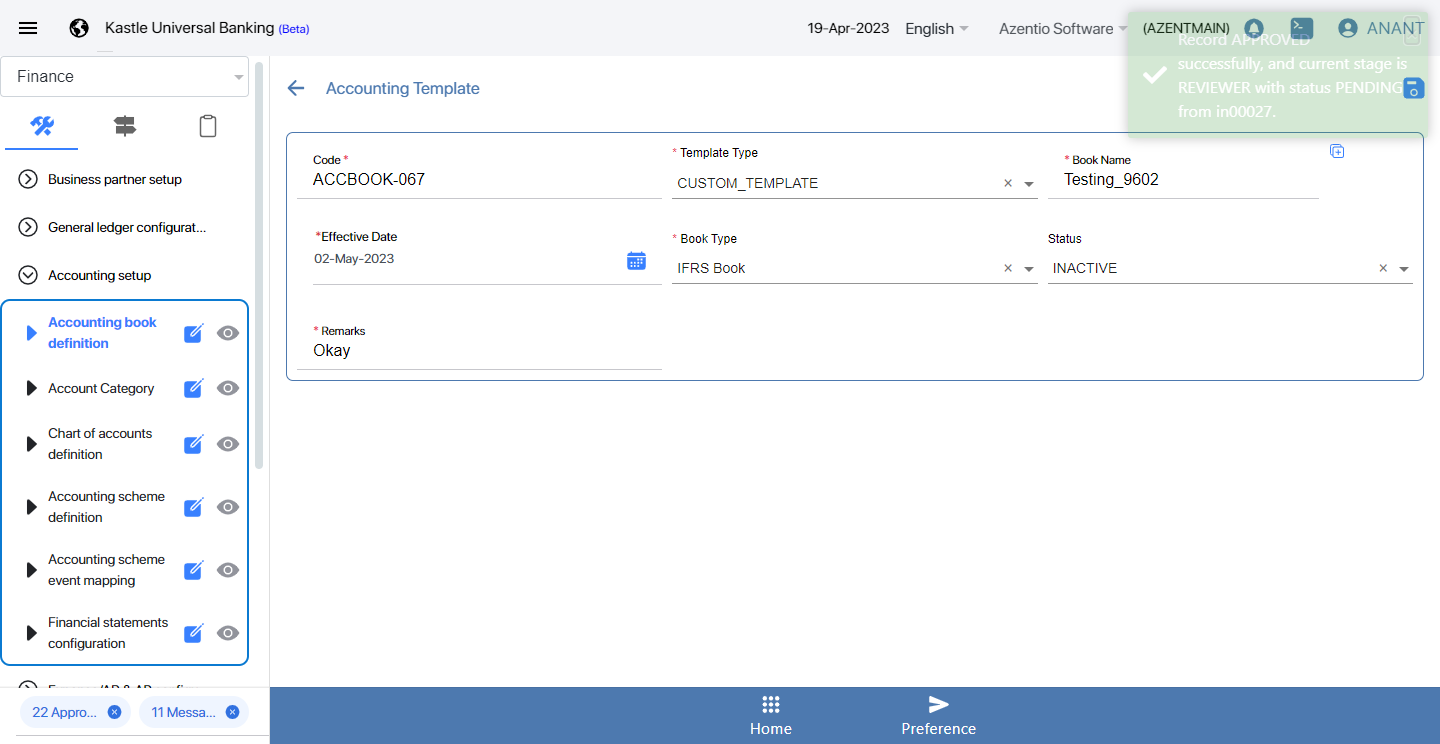 Kastle Universal Banking (Beta)
19-Apr-2023
English
Azentio Software
(AZENTMAIN)
ANANT
Record APPROVED
successfully, and current stage is
REVIEWER with status PENDING
from in00027.
Finance
Accounting Template
Business partner setup
General ledger configurat...
Accounting setup
Accounting book
definition
Account Category
Chart of accounts
definition
Accounting scheme
definition
Accounting scheme
event mapping
Financial statements
configuration
22 Appro...
11 Messa...
Code *
ACCBOOK-067
* Template Type
CUSTOM_TEMPLATE
* Book Name
Testing_9602
*Effective Date
02-May-2023
* Book Type
IFRS Book
Status
INACTIVE
* Remarks
Okay
Home
Preference